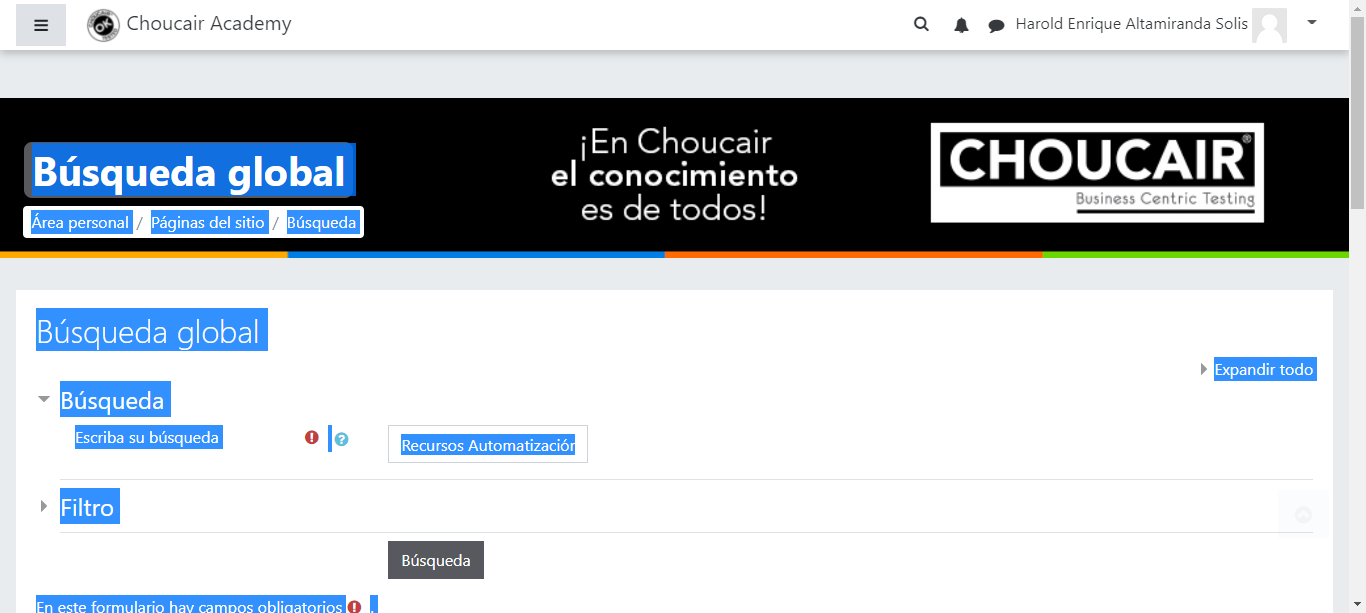 Choucair Academy
Harold Enrique Altamiranda Solis
Búsqueda global
Área personal / Páginas del sitio / Búsqueda
¡En Choucair
el conocimiento
es de todos!
CHOUCAIR®
Business Centric Testing
Búsqueda global
Expandir todo
Búsqueda
Escriba su búsqueda
Recursos Automatización
Filtro
Búsqueda
En este formulario hay campos obligatorios .